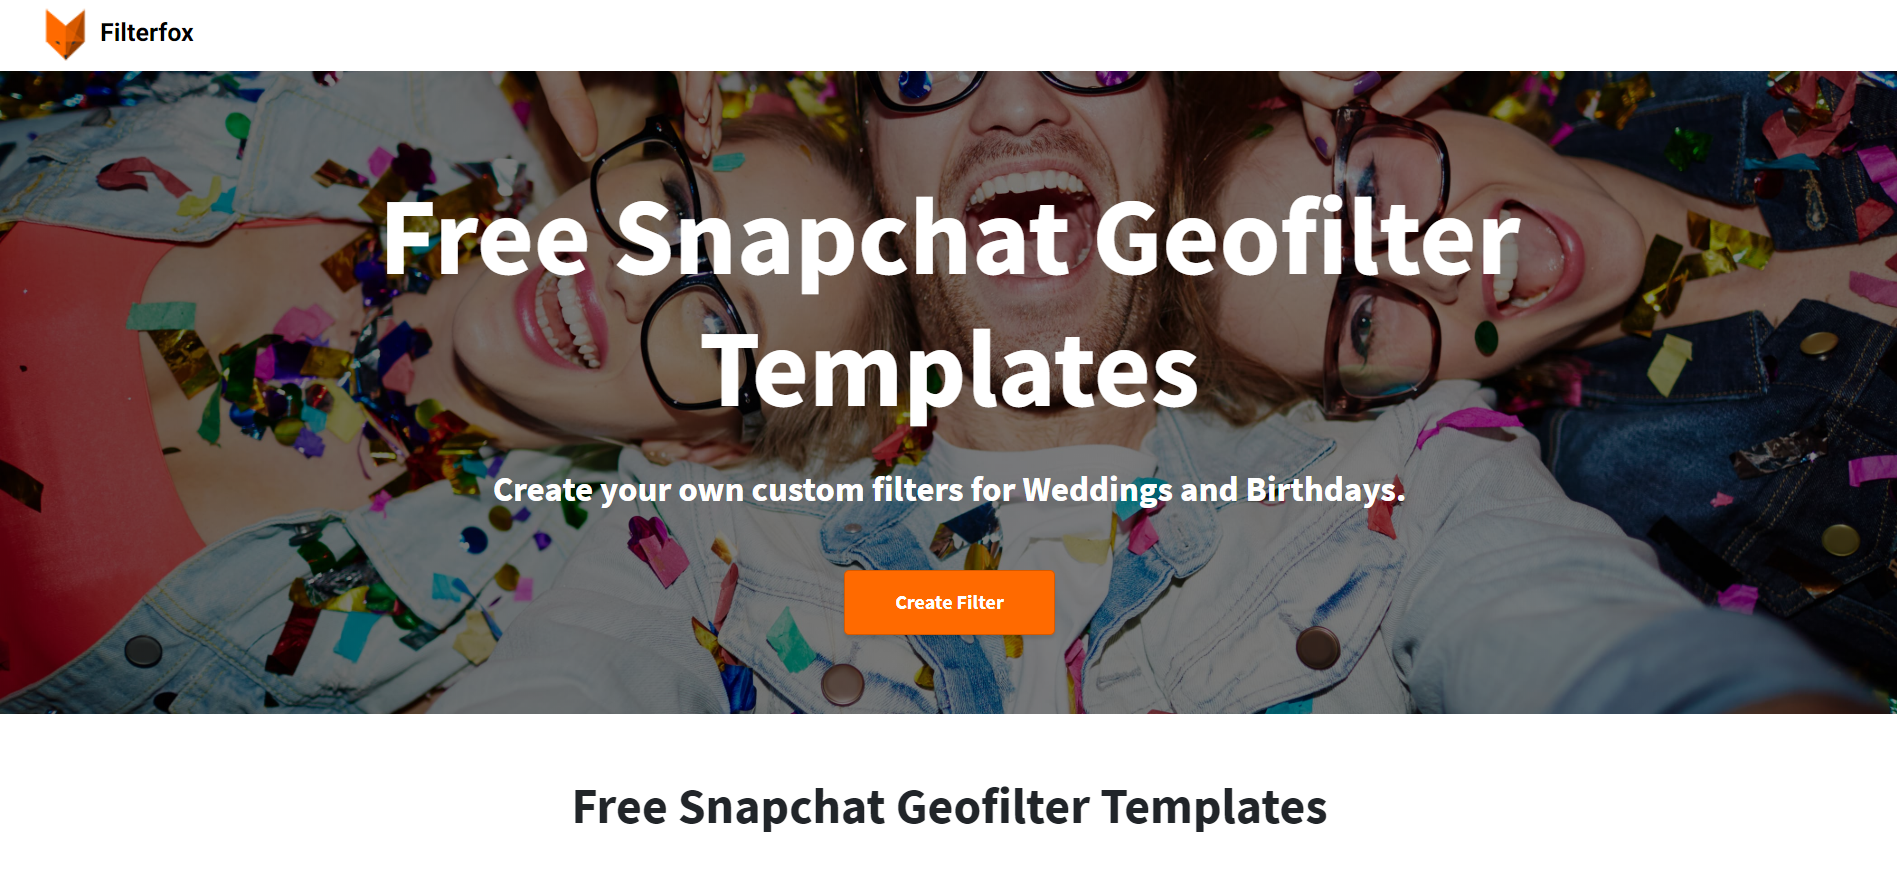 Filterfox
Free Snapchat Geofilter
Templates
Create your own custom filters for Weddings and Birthdays.
Create Filter
Free Snapchat Geofilter Templates